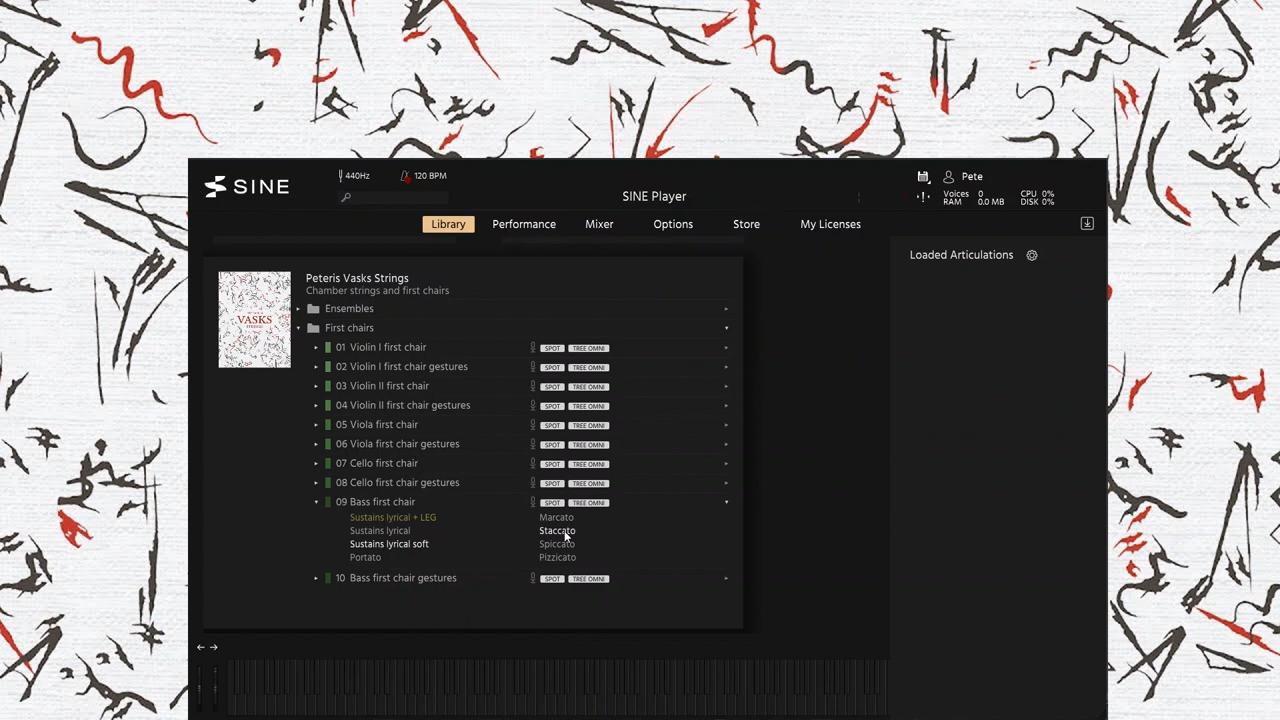 SINE
440Hz
120 BPM
SINE Player
Pete
Voices 0
RAM 0.0 MB
CPU 0%
DISK 0%
Library
Performance
Mixer
Options
Store
My Licenses
Loaded Articulations
VASKS
Peteris Vasks Strings
Chamber strings and first chairs
Ensembles
First chairs
01 Violin I first chair SPOT TREE OMNI
02 Violin I first chair gestures SPOT TREE OMNI
03 Violin II first chair SPOT TREE OMNI
04 Violin II first chair gestures SPOT TREE OMNI
05 Viola first chair SPOT TREE OMNI
06 Viola first chair gestures SPOT TREE OMNI
07 Cello first chair SPOT TREE OMNI
08 Cello first chair gestures SPOT TREE OMNI
09 Bass first chair SPOT TREE OMNI
Sustains lyrical + LEG
Sustains lyrical
Sustains lyrical soft
Portato
Marcato
Staccato
Spiccato
Pizzicato
10 Bass first chair gestures SPOT TREE OMNI